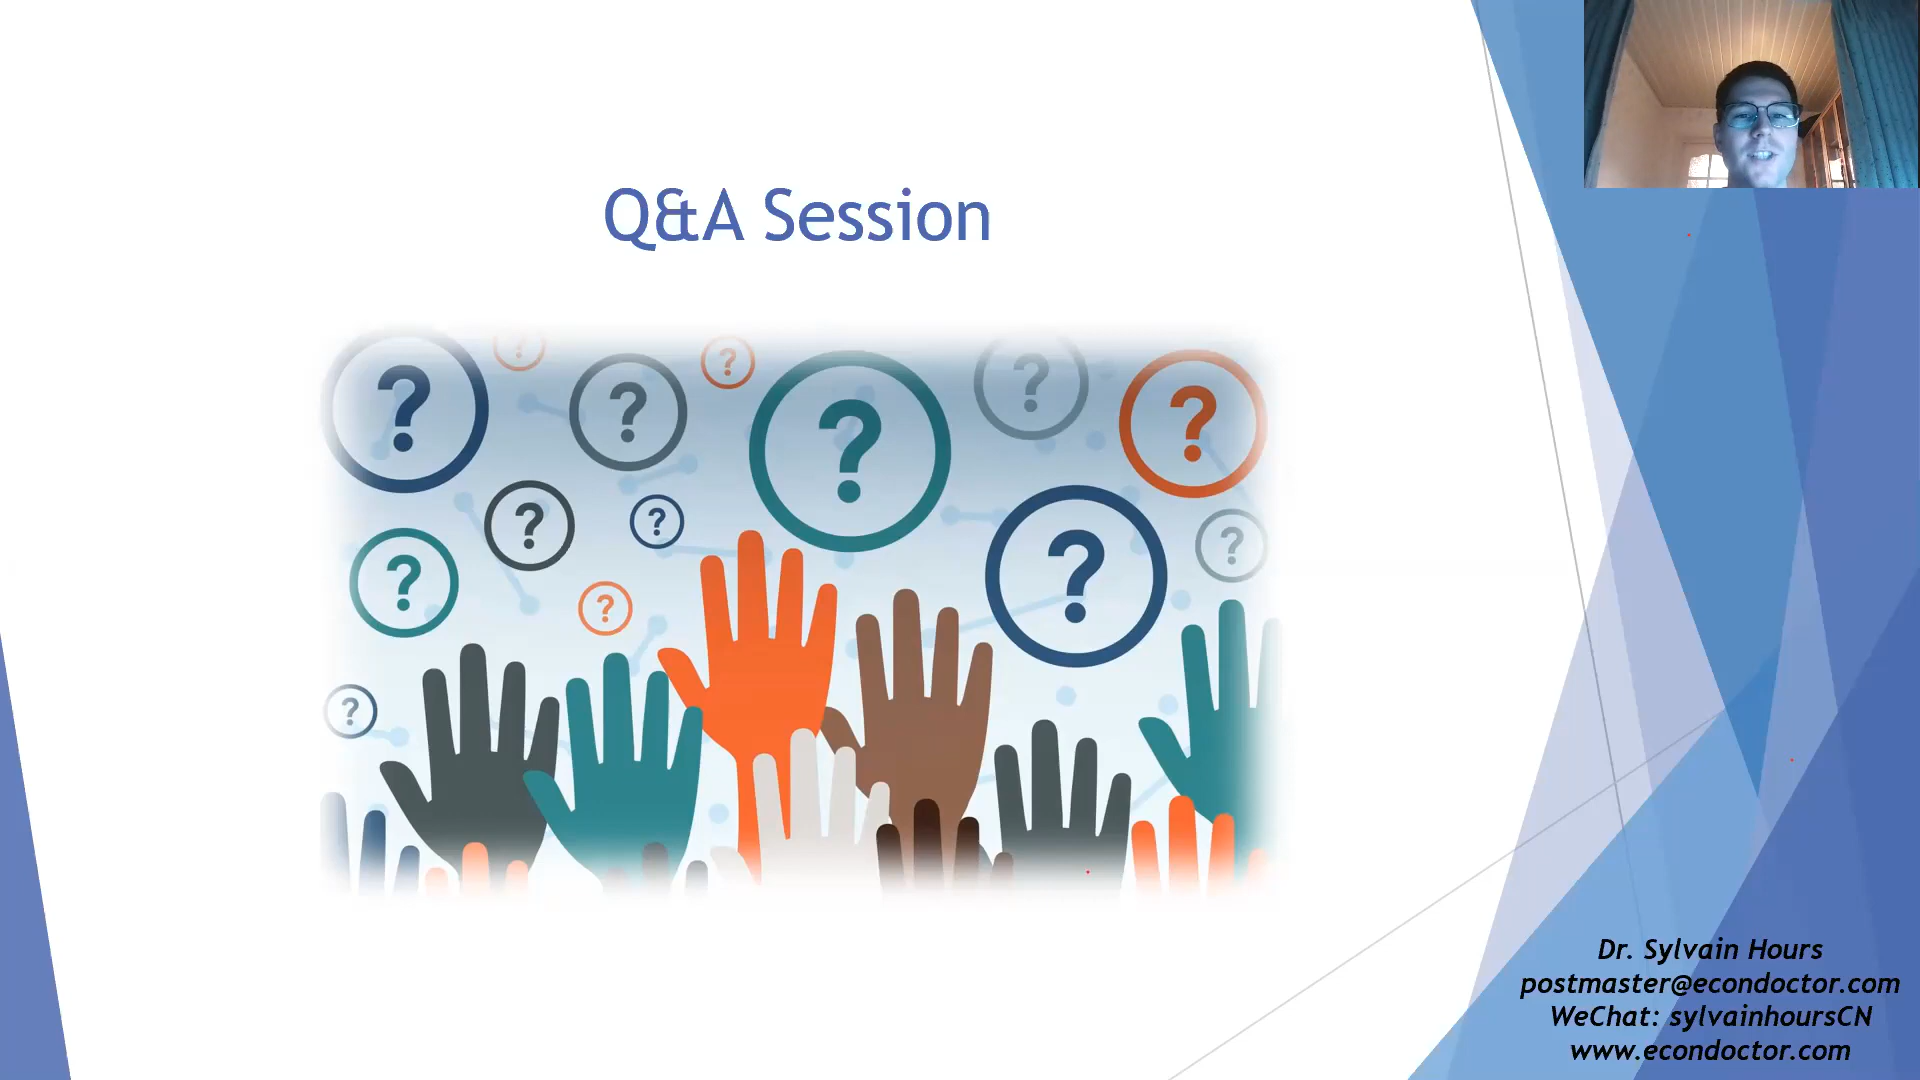 Q&A Session
?
?
?
?
?
?
?
?
?
?
?
?
?
?
Dr. Sylvain Hours
postmaster@econdoctor.com
WeChat: sylvainhoursCN
www.econdoctor.com